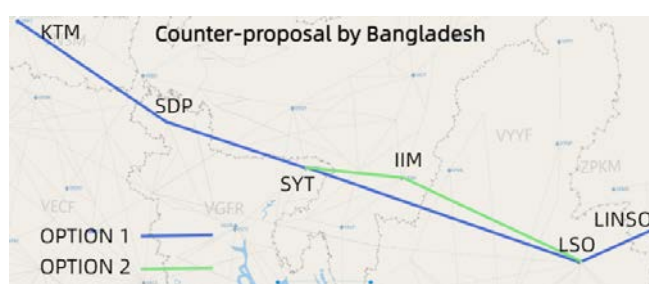 Counter-proposal by Bangladesh
KTM
SDP
IIM
VYYF
ZPKM
SYT
VECF
VGFR
LINSO
LSO
OPTION 1
OPTION 2